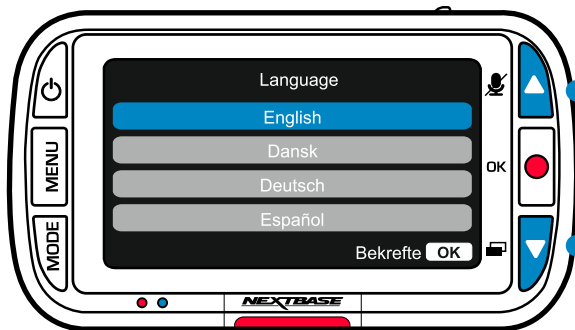 Language
English
Dansk
Deutsch
Español
Bekrefte OK
MENU
MODE
OK
NEXTBASE